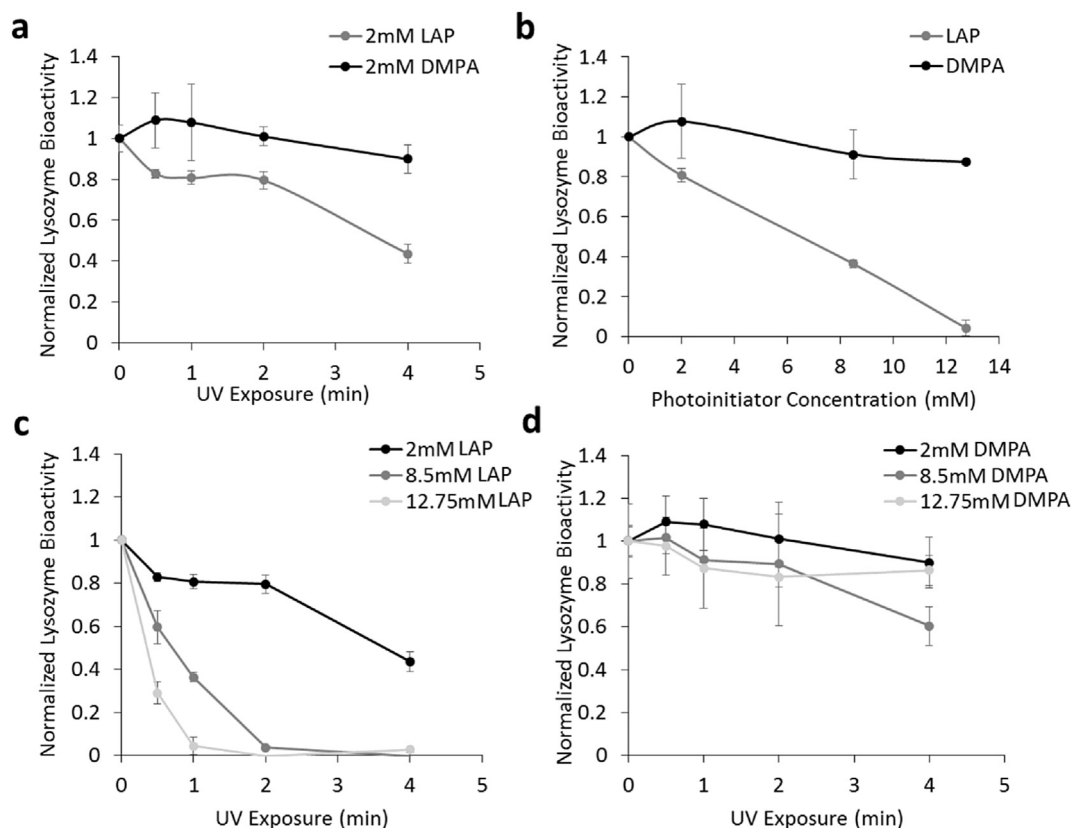 a
2mM LAP
2mM DMPA
Normalized Lysozyme Bioactivity
1.4
1.2
1
0.8
0.6
0.4
0.2
0
0 1 2 3 4 5
UV Exposure (min)
b
LAP
DMPA
Normalized Lysozyme Bioactivity
1.4
1.2
1
0.8
0.6
0.4
0.2
0
0 2 4 6 8 10 12 14
Photoinitiator Concentration (mM)
c
2mM LAP
8.5mM LAP
12.75mM LAP
Normalized Lysozyme Bioactivity
1.4
1.2
1
0.8
0.6
0.4
0.2
0
0 1 2 3 4 5
UV Exposure (min)
d
2mM DMPA
8.5mM DMPA
12.75mM DMPA
Normalized Lysozyme Bioactivity
1.4
1.2
1
0.8
0.6
0.4
0.2
0
0 1 2 3 4 5
UV Exposure (min)